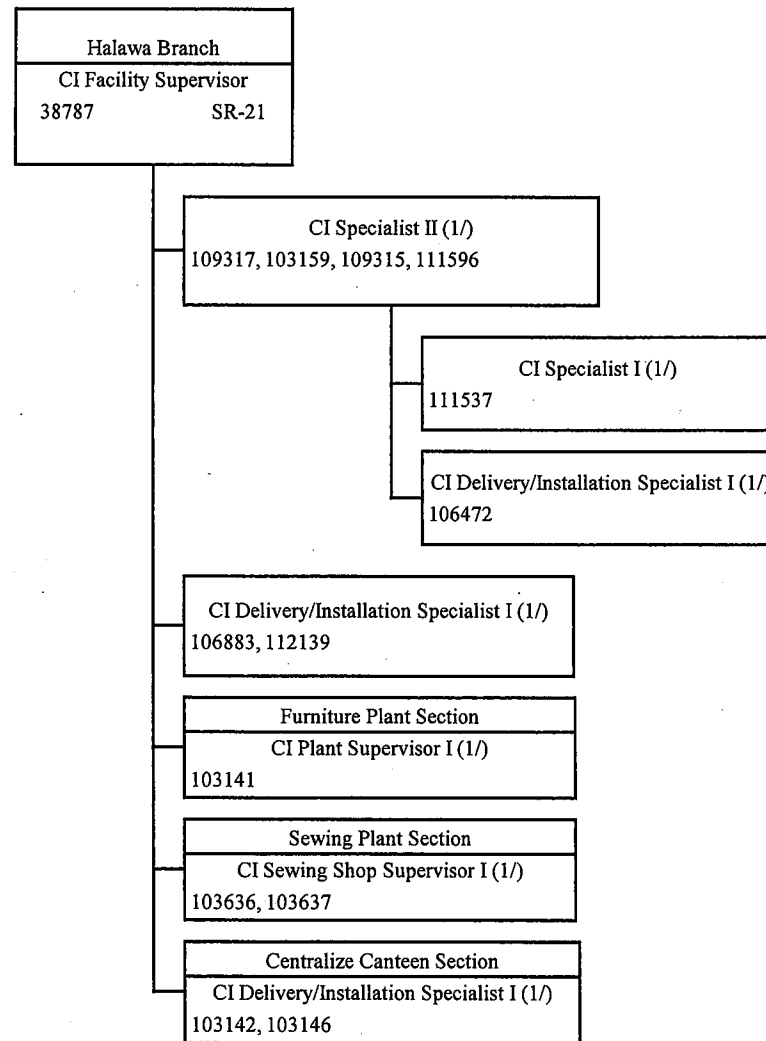 Halawa Branch
CI Facility Supervisor
38787 SR-21
CI Specialist II (1/)
109317, 103159, 109315, 111596
CI Specialist I (1/)
111537
CI Delivery/Installation Specialist I (1/)
106472
CI Delivery/Installation Specialist I (1/)
106883, 112139
Furniture Plant Section
CI Plant Supervisor I (1/)
103141
Sewing Plant Section
CI Sewing Shop Supervisor I (1/)
103636, 103637
Centralize Canteen Section
CI Delivery/Installation Specialist I (1/)
103142, 103146